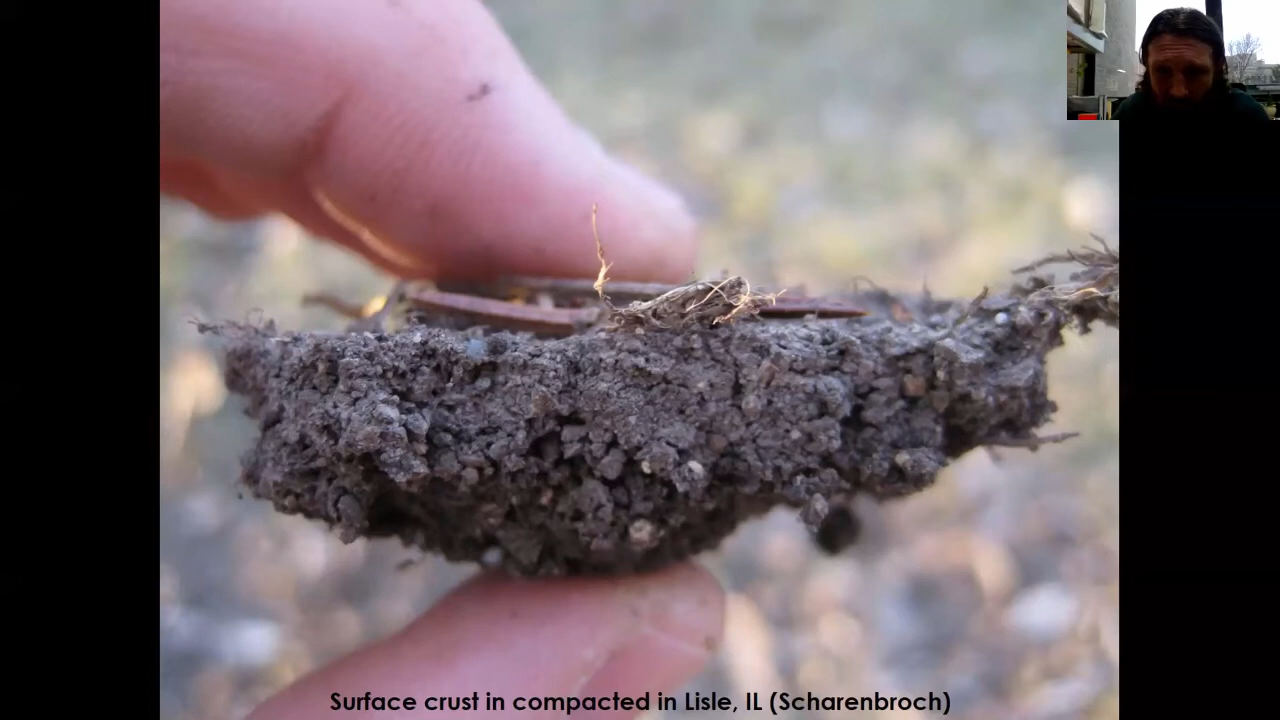 Surface crust in compacted in Lisle, IL (Scharenbroch)